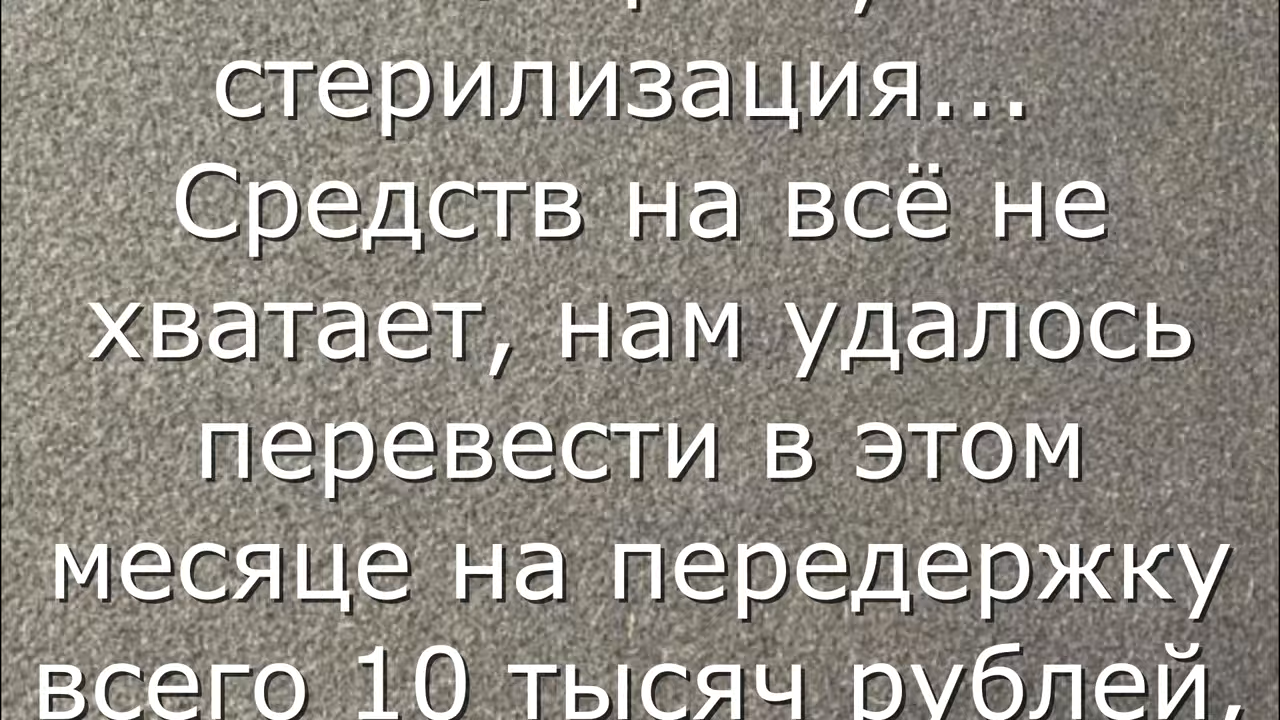 стерилизация...
Средств на всё не
хватает, нам удалось
перевести в этом
месяце на передержку
всего 10 тысяч рублей,